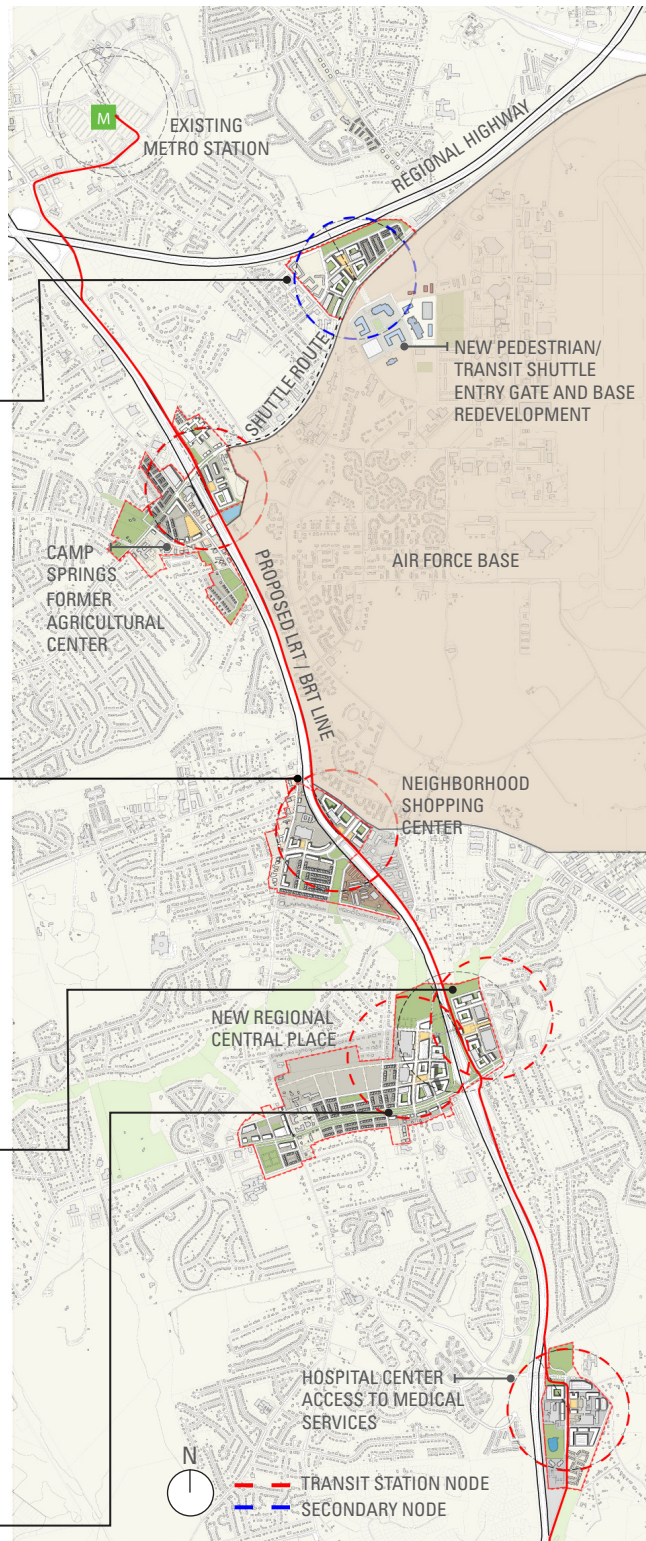 M
EXISTING
METRO STATION
REGIONAL HIGHWAY
SHUTTLE ROUTE
NEW PEDESTRIAN/
TRANSIT SHUTTLE
ENTRY GATE AND BASE
REDEVELOPMENT
CAMP
SPRINGS
FORMER
AGRICULTURAL
CENTER
AIR FORCE BASE
PROPOSED LRT / BRT LINE
NEIGHBORHOOD
SHOPPING
CENTER
NEW REGIONAL
CENTRAL PLACE
HOSPITAL CENTER
ACCESS TO MEDICAL
SERVICES
N
TRANSIT STATION NODE
SECONDARY NODE